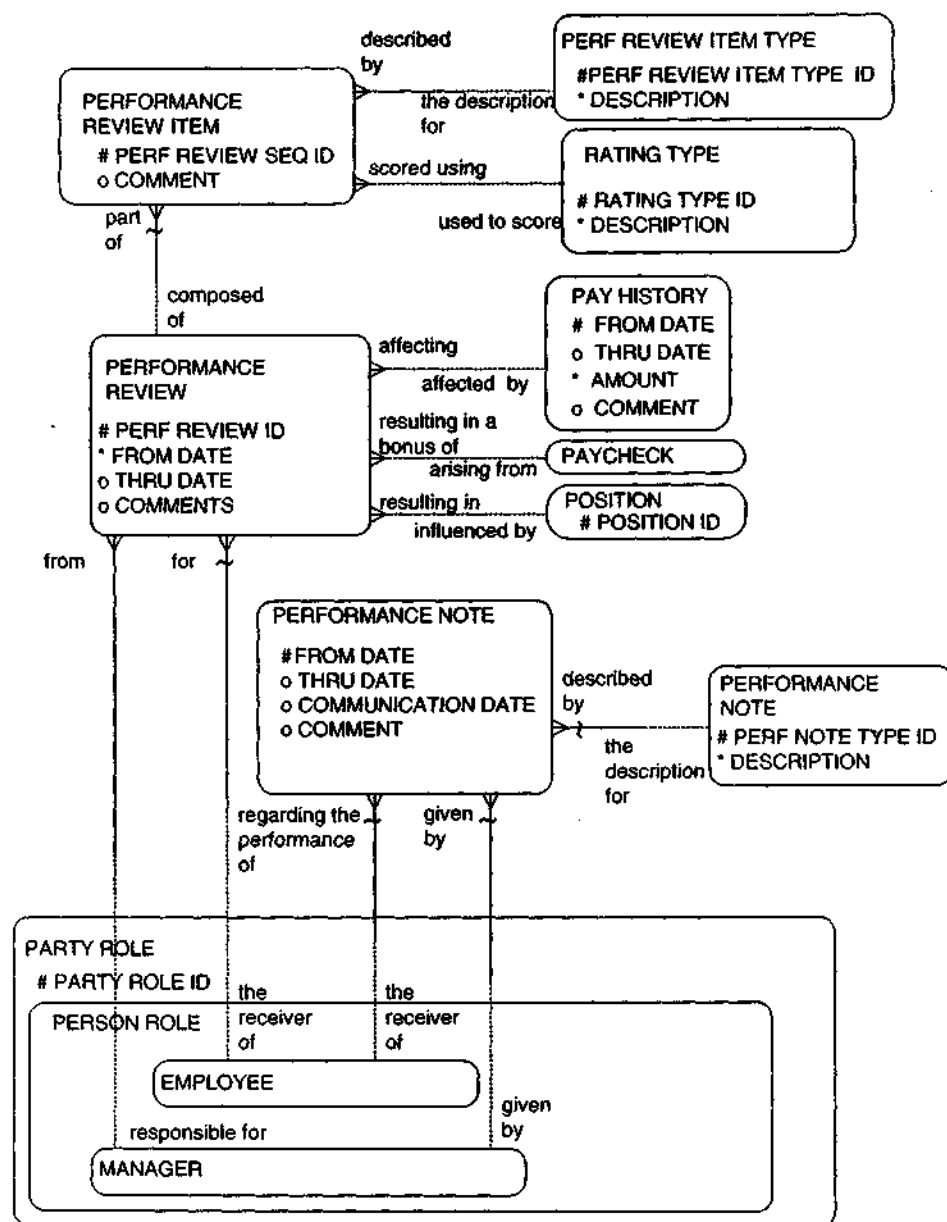 described
by
PERF REVIEW ITEM TYPE
#PERF REVIEW ITEM TYPE ID
* DESCRIPTION
the description
for
PERFORMANCE
REVIEW ITEM
# PERF REVIEW SEQ ID
o COMMENT
scored using
used to score
RATING TYPE
# RATING TYPE ID
* DESCRIPTION
part
of
composed
of
PERFORMANCE
REVIEW
# PERF REVIEW ID
* FROM DATE
o THRU DATE
o COMMENTS
affecting
affected by
PAY HISTORY
# FROM DATE
o THRU DATE
* AMOUNT
o COMMENT
resulting in a
bonus of
arising from
PAYCHECK
resulting in
influenced by
POSITION
# POSITION ID
from
for
PERFORMANCE NOTE
#FROM DATE
o THRU DATE
o COMMUNICATION DATE
o COMMENT
described
by
the
description
for
PERFORMANCE
NOTE
# PERF NOTE TYPE ID
* DESCRIPTION
regarding the
performance
of
given
by
PARTY ROLE
# PARTY ROLE ID
PERSON ROLE
the
receiver
of
the
receiver
of
EMPLOYEE
responsible for
given
by
MANAGER